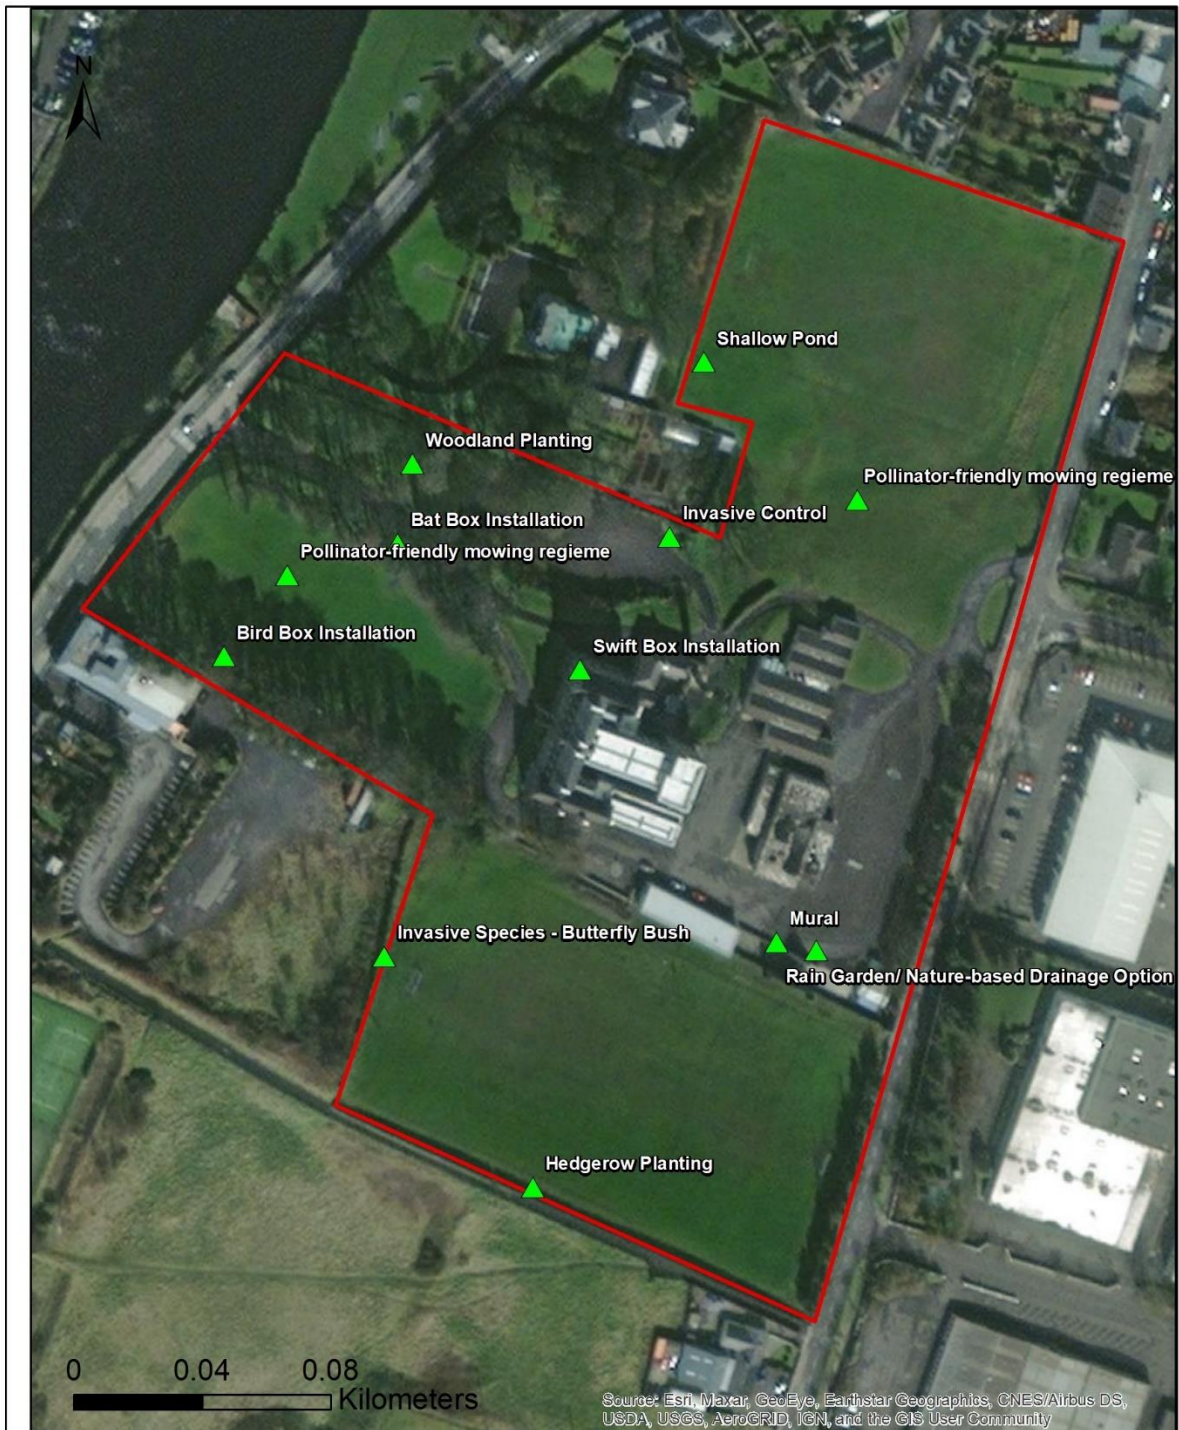 N
Shallow Pond
Woodland Planting
Pollinator-friendly mowing regieme
Invasive Control
Bat Box Installation
Pollinator-friendly mowing regieme
Bird Box Installation
Swift Box Installation
Mural
Invasive Species - Butterfly Bush
Rain Garden/ Nature-based Drainage Option
Hedgerow Planting
0 0.04 0.08
Kilometers
Source: Esri, Maxar, GeoEye, Earthstar Geographics, CNES/Airbus DS,
USDA, USGS, AeroGRID, IGN, and the GIS User Community